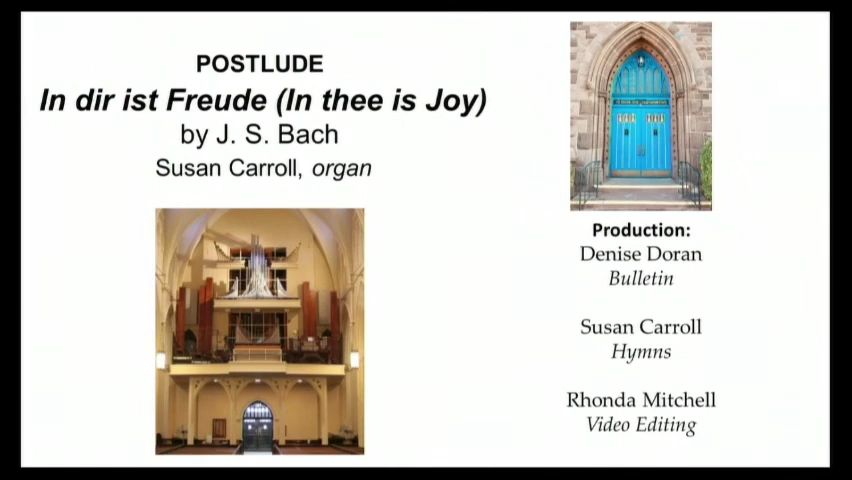 POSTLUDE
In dir ist Freude (In thee is Joy)
by J. S. Bach
Susan Carroll, organ
Production:
Denise Doran
Bulletin
Susan Carroll
Hymns
Rhonda Mitchell
Video Editing